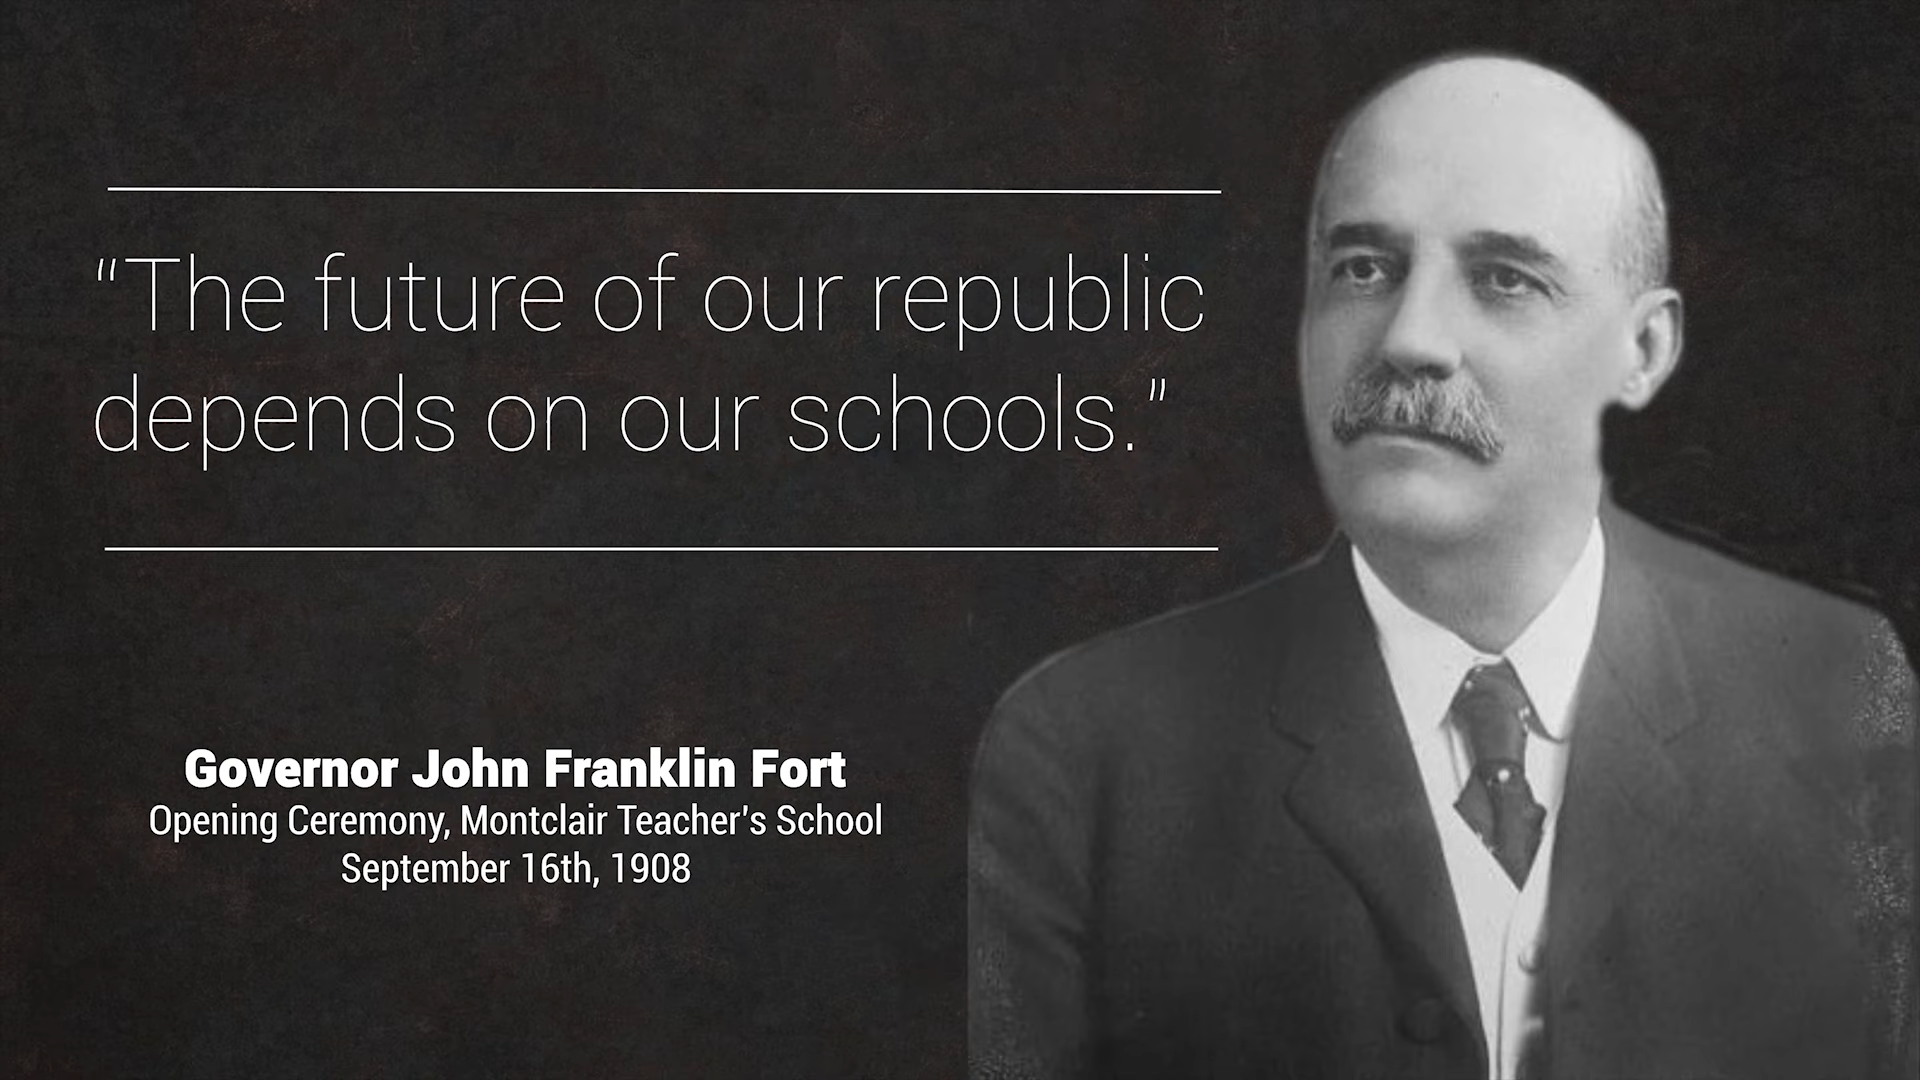 “The future of our republic
depends on our schools.”
Governor John Franklin Fort
Opening Ceremony, Montclair Teacher's School
September 16th, 1908